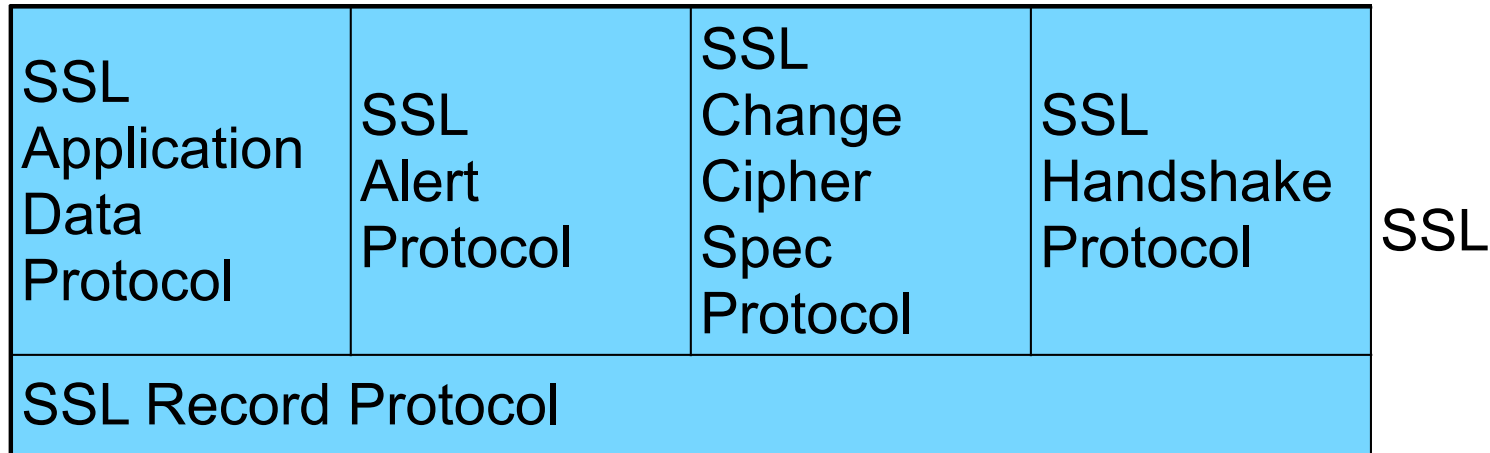 SSL
Application
Data
Protocol
SSL
Alert
Protocol
SSL
Change
Cipher
Spec
Protocol
SSL
Handshake
Protocol
SSL
SSL Record Protocol